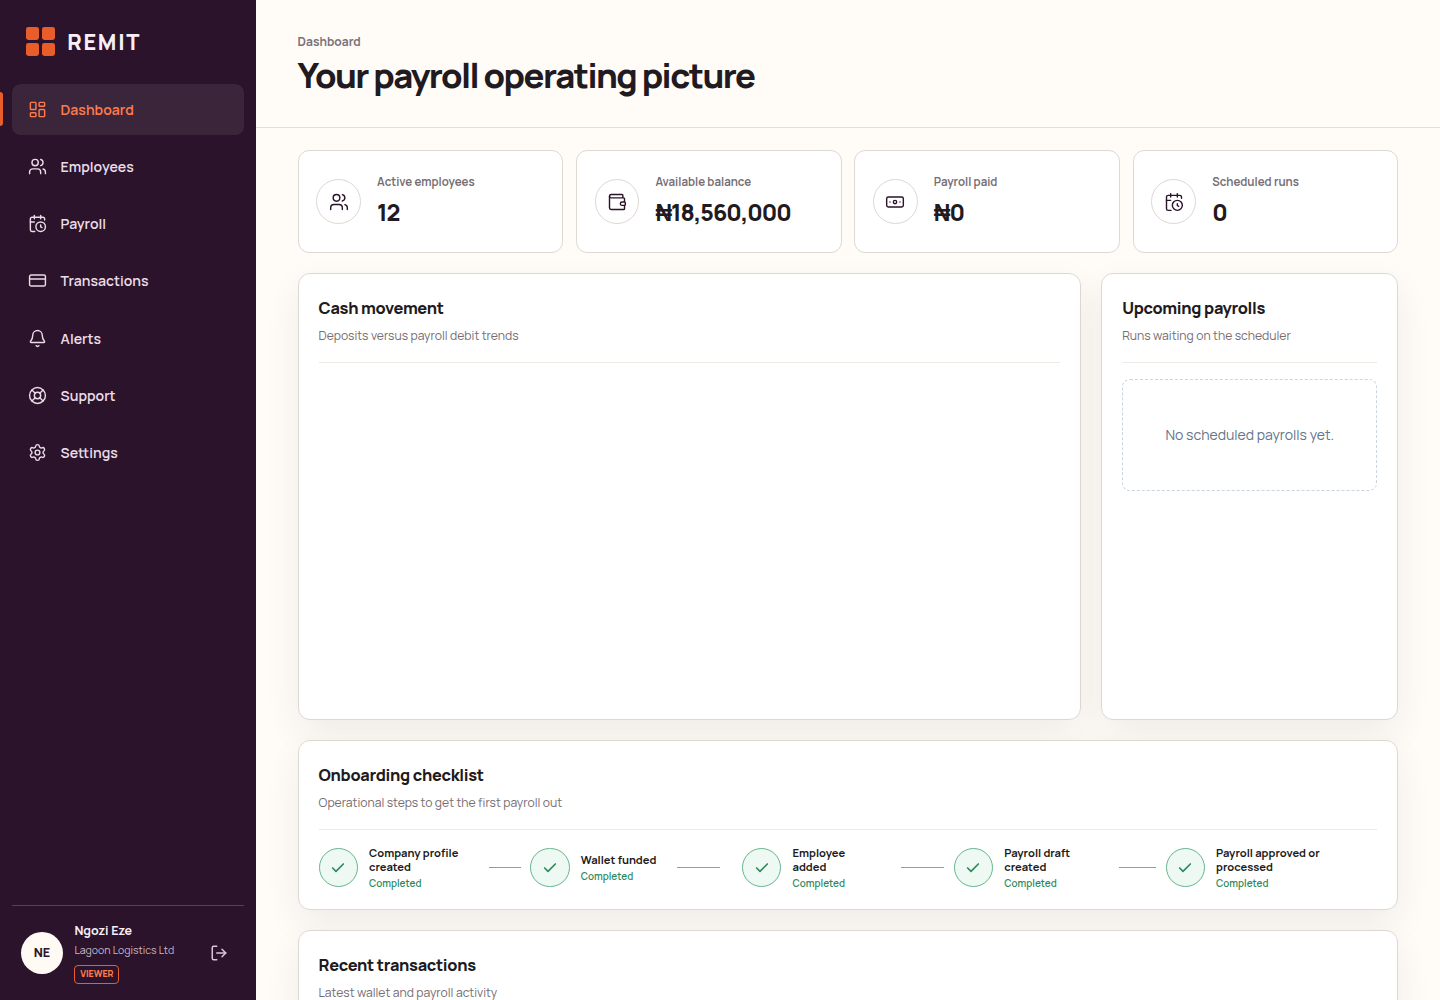 REMIT
Dashboard
Employees
Payroll
Transactions
Alerts
Support
Settings
NE
Ngozi Eze
Lagoon Logistics Ltd
VIEWER
Dashboard
Your payroll operating picture
Active employees
12
Available balance
₦18,560,000
Payroll paid
₦0
Scheduled runs
0
Cash movement
Deposits versus payroll debit trends
Upcoming payrolls
Runs waiting on the scheduler
No scheduled payrolls yet.
Onboarding checklist
Operational steps to get the first payroll out
Company profile
created
Completed
Wallet funded
Completed
Employee
added
Completed
Payroll draft
created
Completed
Payroll approved or
processed
Completed
Recent transactions
Latest wallet and payroll activity